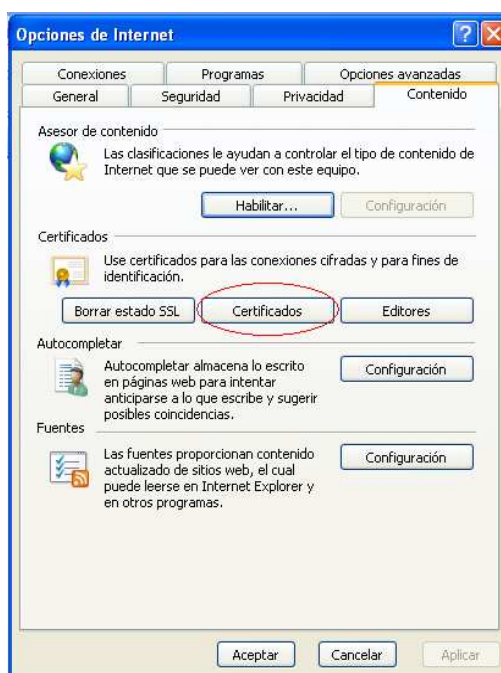 Opciones de Internet
Conexiones Programas Opciones avanzadas
General Seguridad Privacidad Contenido
Asesor de contenido
Las clasificaciones le ayudan a controlar el tipo de contenido de
Internet que se puede ver con este equipo.
Habilitar... Configuración
Certificados
Use certificados para las conexiones cifradas y para fines de
identificación.
Borrar estado SSL Certificados Editores
Autocompletar
Autocompletar almacena lo escrito
en páginas web para intentar
anticiparse a lo que escribe y sugerir
posibles coincidencias.
Configuración
Fuentes
Las fuentes proporcionan contenido
actualizado de sitios web, el cual
puede leerse en Internet Explorer y
en otros programas.
Configuración
Aceptar Cancelar Aplicar